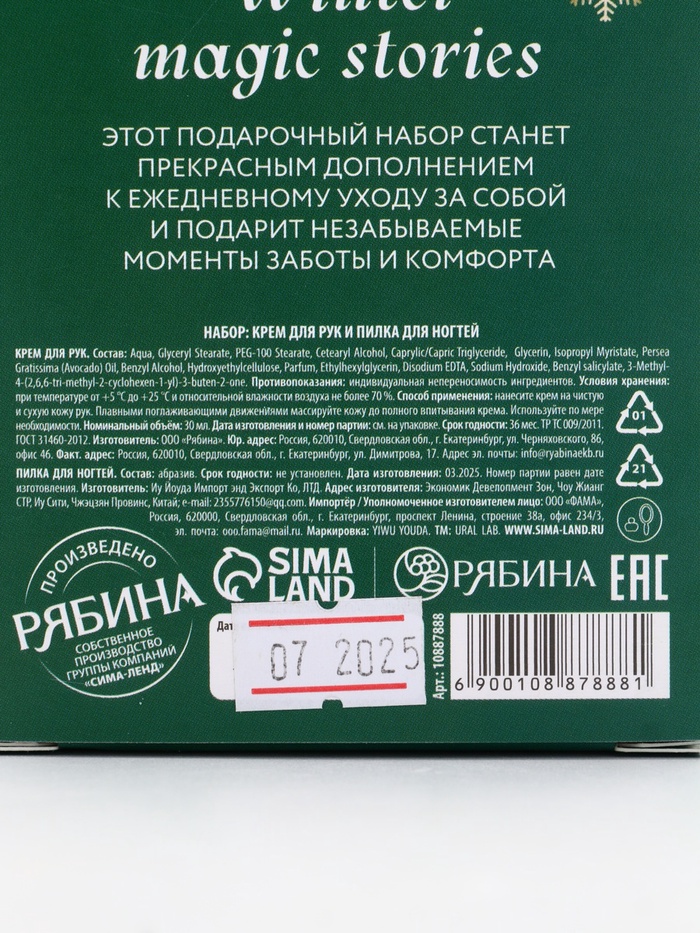 magic stories
ЭТОТ ПОДАРОЧНЫЙ НАБОР СТАНЕТ
ПРЕКРАСНЫМ ДОПОЛНЕНИЕМ
К ЕЖЕДНЕВНОМУ УХОДУ ЗА СОБОЙ
И ПОДАРИТ НЕЗАБЫВАЕМЫЕ
МОМЕНТЫ ЗАБОТЫ И КОМФОРТА
НАБОР: КРЕМ ДЛЯ РУК И ПИЛКА ДЛЯ НОГТЕЙ
КРЕМ ДЛЯ РУК. Состав: Aqua, Glyceryl Stearate, PEG-100 Stearate, Cetearyl Alcohol, Caprylic/Capric Triglyceride, Glycerin, Isopropyl Myristate, Persea
Gratissima (Avocado) Oil, Benzyl Alcohol, Hydroxyethylcellulose, Parfum, Ethylhexylglycerin, Disodium EDTA, Sodium Hydroxide, Benzyl salicylate, 3-Methyl-
4-(2,6,6-tri-methyl-2-cyclohexen-1-yl)-3-buten-2-one. Противопоказания: индивидуальная непереносимость ингредиентов. Условия хранения:
при температуре от +5 °С до +25 °С и относительной влажности воздуха не более 70 %. Способ применения: нанесите крем на чистую
и сухую кожу рук. Плавными поглаживающими движениями массируйте кожу до полного впитывания крема. Используйте по мере
необходимости. Номинальный объём: 30 мл. Дата изготовления и номер партии: см. на упаковке. Срок годности: 36 мес. ТР ТС 009/2011.
ГОСТ 31460-2012. Изготовитель: ООО «Рябина». Юр. адрес: Россия, 620010, Свердловская обл., г. Екатеринбург, ул. Черняховского, 86,
офис 46. Факт. адрес: Россия, 620010, Свердловская обл., г. Екатеринбург, ул. Димитрова, 17. Адрес эл. почты: info@ryabinaekb.ru
ПИЛКА ДЛЯ НОГТЕЙ. Состав: абразив. Срок годности: не установлен. Дата изготовления: 03.2025. Номер партии равен дате
изготовления. Изготовитель: Иу Йоуда Импорт энд Экспорт Ко, ЛТД. Адрес изготовителя: Экономик Девелопмент Зон, Чоу Жианг
СТР, Иу Сити, Чжэцзян Провинс, Китай; e-mail: 2355776150@qq.com. Импортёр / Уполномоченное изготовителем лицо: ООО «ФАМА»,
Россия, 620000, Свердловская обл., г. Екатеринбург, проспект Ленина, строение 38а, офис 234/3,
эл. почта: ooo.fama@mail.ru. Маркировка: YIWU YOUDA. ТМ: URAL LAB. WWW.SIMA-LAND.RU
01
21
ПРОИЗВЕДЕНО
РЯБИНА
СОБСТВЕННОЕ
ПРОИЗВОДСТВО
ГРУППЫ КОМПАНИЙ
«СИМА-ЛЕНД»
SIMA
LAND
РЯБИНА
EAC
07 2025
Арт.: 10887888
6 900108 878881